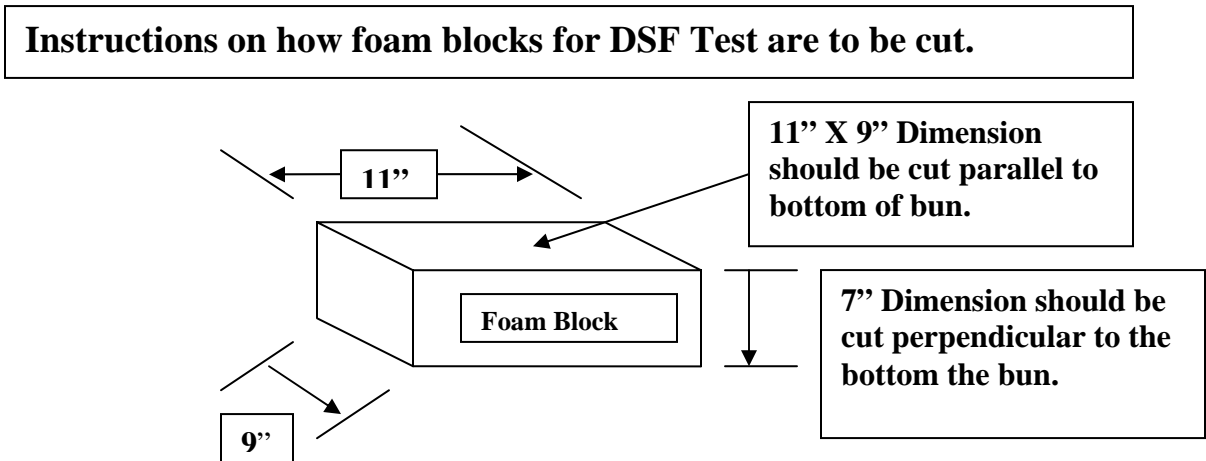 Instructions on how foam blocks for DSF Test are to be cut.
11” X 9” Dimension
should be cut parallel to
bottom of bun.
11”
7” Dimension should be
cut perpendicular to the
bottom the bun.
Foam Block
9”